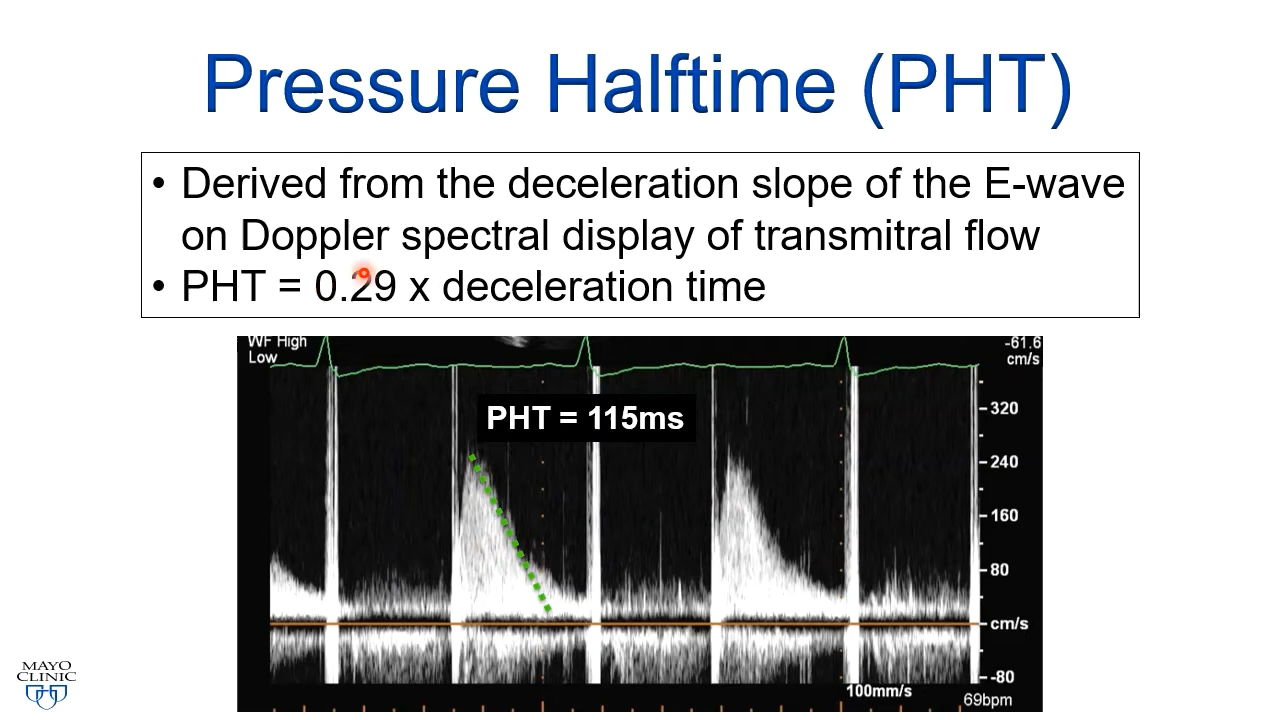 Pressure Halftime (PHT)
• Derived from the deceleration slope of the E-wave
on Doppler spectral display of transmitral flow
• PHT = 0.29 x deceleration time
WF High
Low
-61.6
cm/s
PHT = 115ms
320
240
160
80
cm/s
-80
100mm/s
69bpm
MAYO
CLINIC